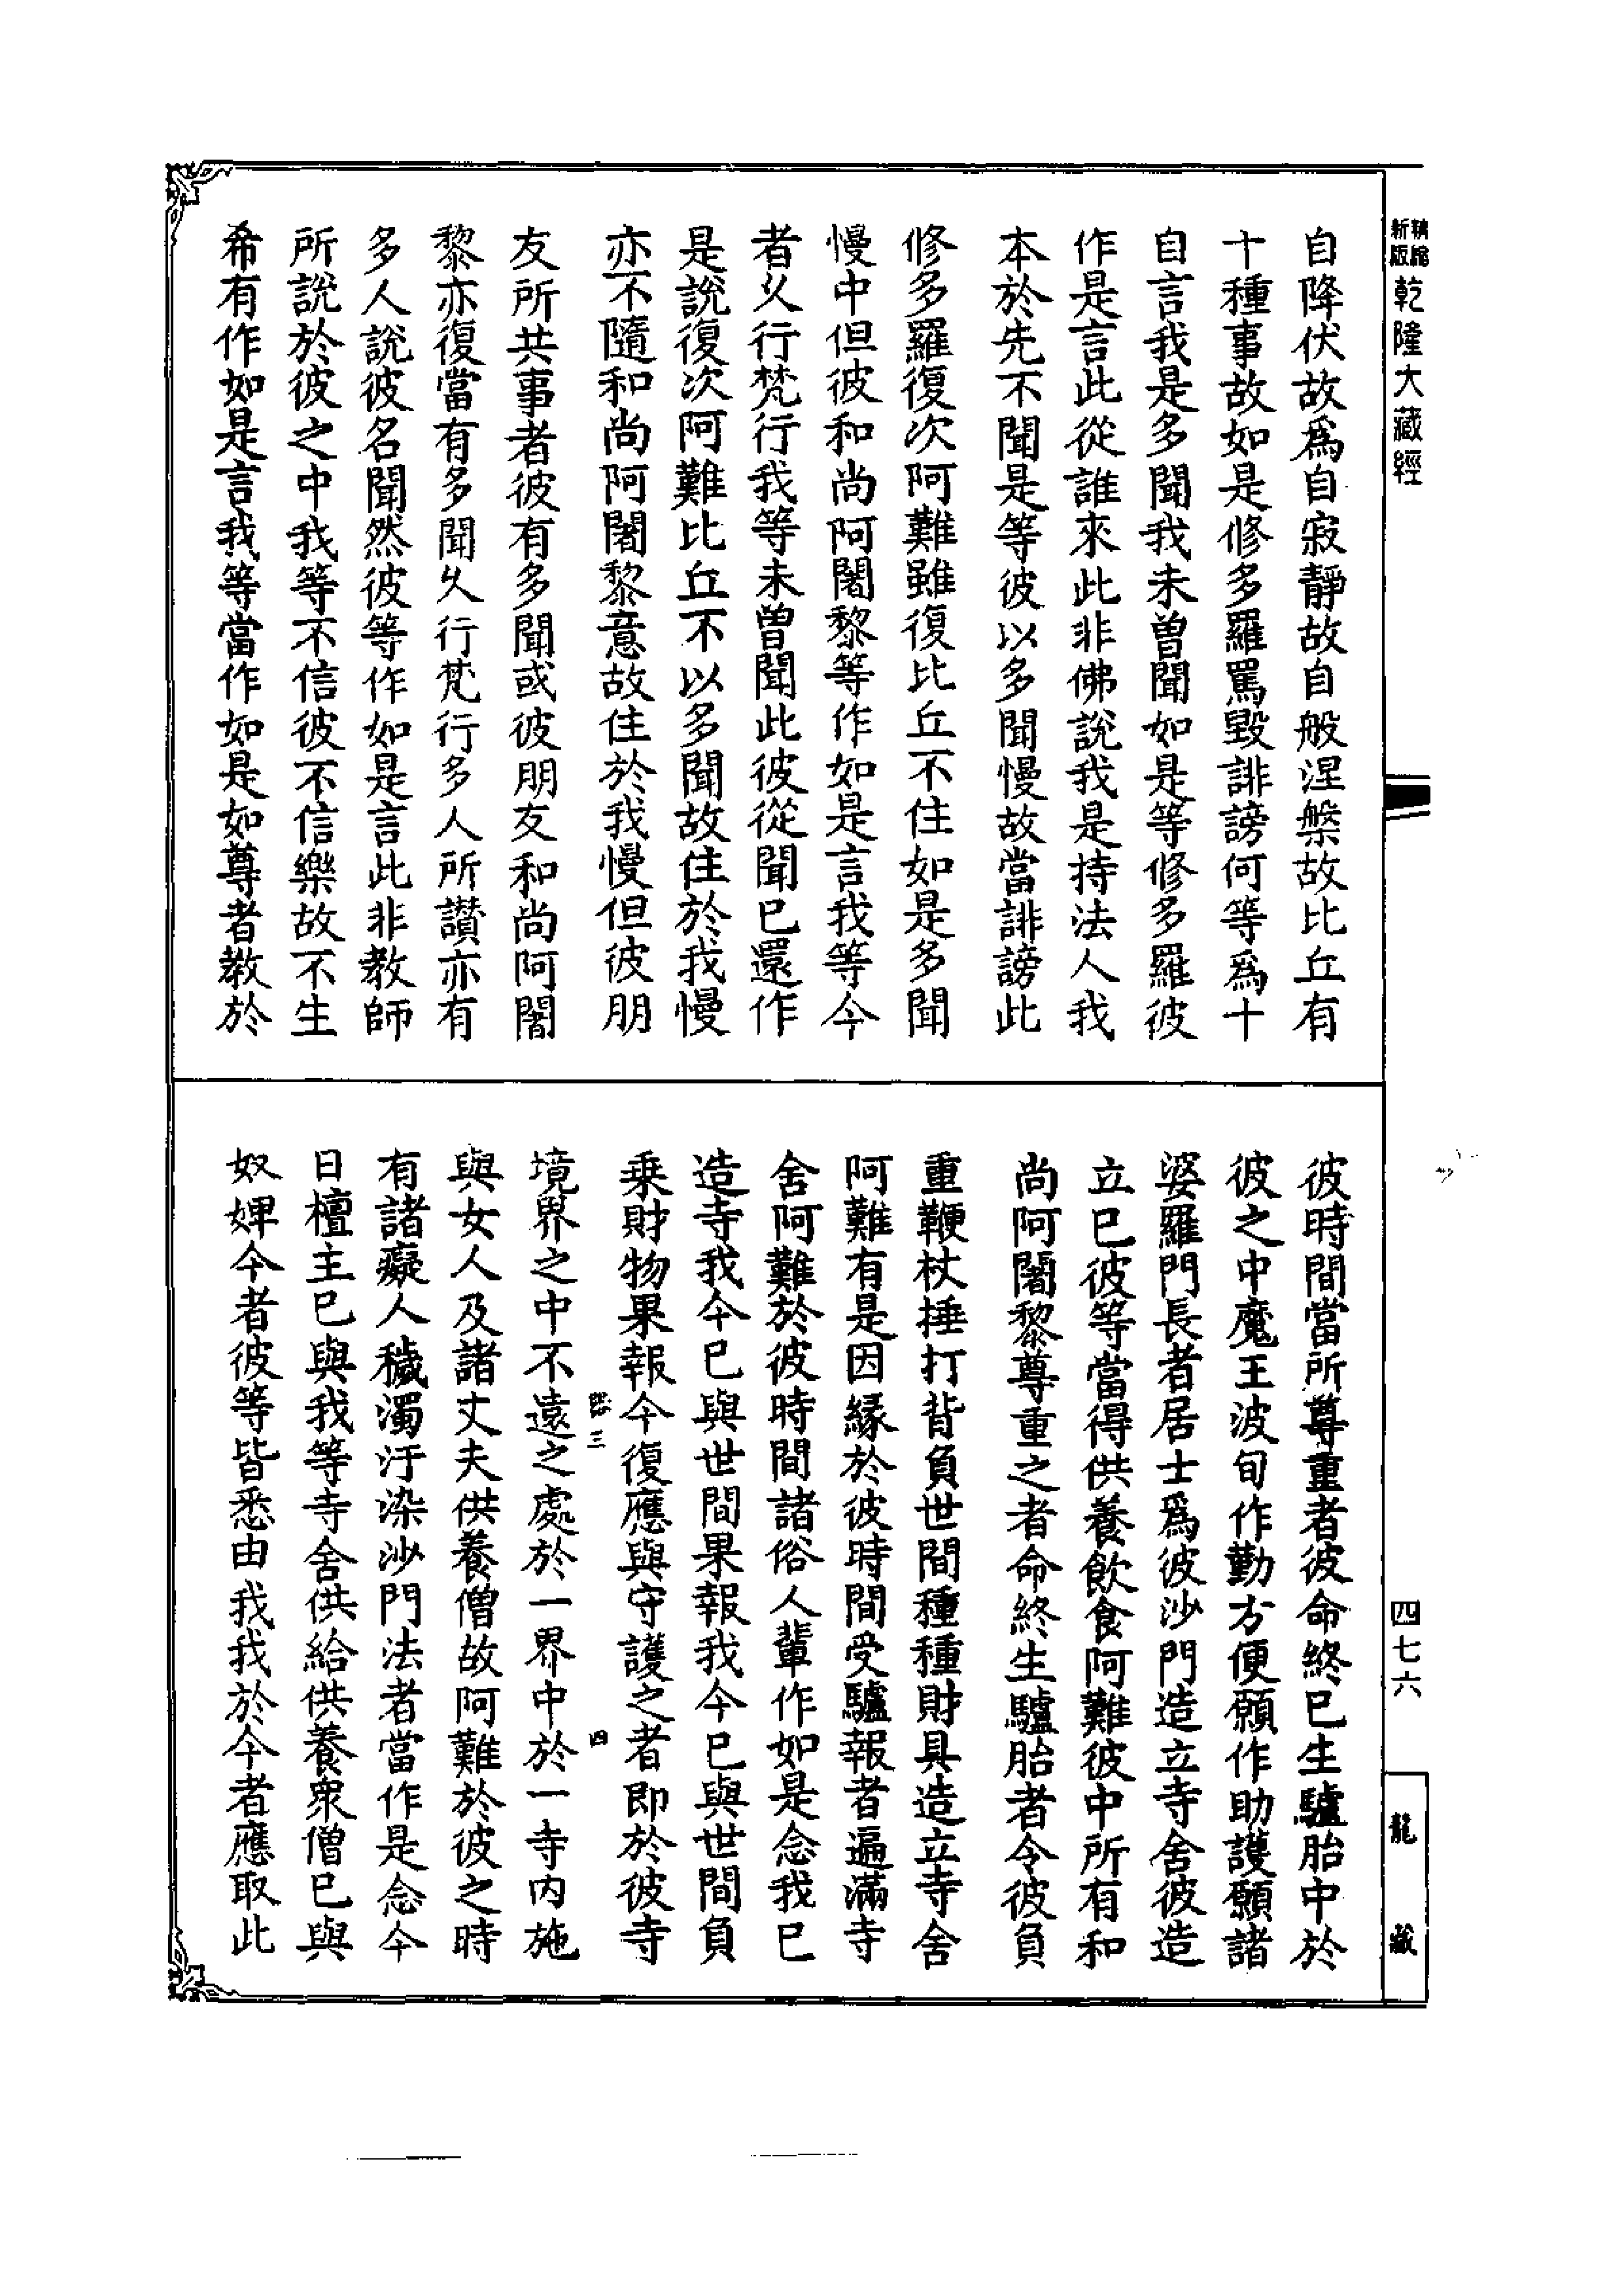 新版精縮
乾隆大藏經
四七六
龍藏
自降伏故爲自寂靜故自般涅槃故比丘有
十種事故如是修多羅罵毀誹謗何等爲十
自言我是多聞我未曾聞如是等修多羅彼
作是言此從誰來此非佛說我是持法人我
本於先不聞是等彼以多聞慢故當誹謗此
修多羅復次阿難雖復比丘不住如是多聞
慢中但彼和尚阿闍黎等作如是言我等今
者久行梵行我等未曾聞此彼從聞已還作
是說復次阿難比丘不以多聞故住於我慢
亦不隨和尚阿闍黎意故住於我慢但彼朋
友所共事者彼有多聞或彼朋友和尚阿闍
黎亦復當有多聞久行梵行多人所讚亦有
多人說彼名聞然彼等作如是言此非教師
所說於彼之中我等不信彼不信樂故不生
希有作如是言我等當作如是如尊者教於
彼時間當所尊重者彼命終已生驢胎中於
彼之中魔王波旬作勤方便願作助護願諸
婆羅門長者居士爲彼沙門造立寺舍彼造
立已彼等當得供養飲食阿難彼中所有和
尚阿闍黎尊重之者命終生驢胎者令彼負
重鞭杖捶打背負世間種種財具造立寺舍
阿難有是因緣於彼時間受驢報者遍滿寺
舍阿難於彼時間諸俗人輩作如是念我已
造寺我今已與世間果報我今已與世間負
乘財物果報今復應與守護之者即於彼寺
三
四
境界之中不遠之處於一界中於一寺內施
與女人及諸丈夫供養僧故阿難於彼之時
有諸癡人穢濁汙染沙門法者當作是念今
日檀主已與我等寺舍供給供養衆僧已與
奴婢今者彼等皆悉由我我於今者應取此